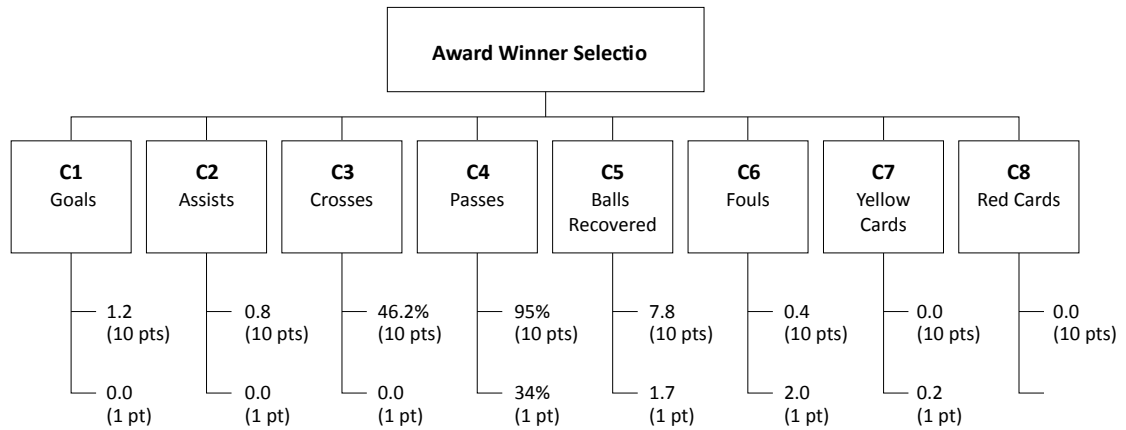 Award Winner Selectio
C1
Goals
C2
Assists
C3
Crosses
C4
Passes
C5
Balls
Recovered
C6
Fouls
C7
Yellow
Cards
C8
Red Cards
1.2
(10 pts)
0.8
(10 pts)
46.2%
(10 pts)
95%
(10 pts)
7.8
(10 pts)
0.4
(10 pts)
0.0
(10 pts)
0.0
(10 pts)
0.0
(1 pt)
0.0
(1 pt)
0.0
(1 pt)
34%
(1 pt)
1.7
(1 pt)
2.0
(1 pt)
0.2
(1 pt)